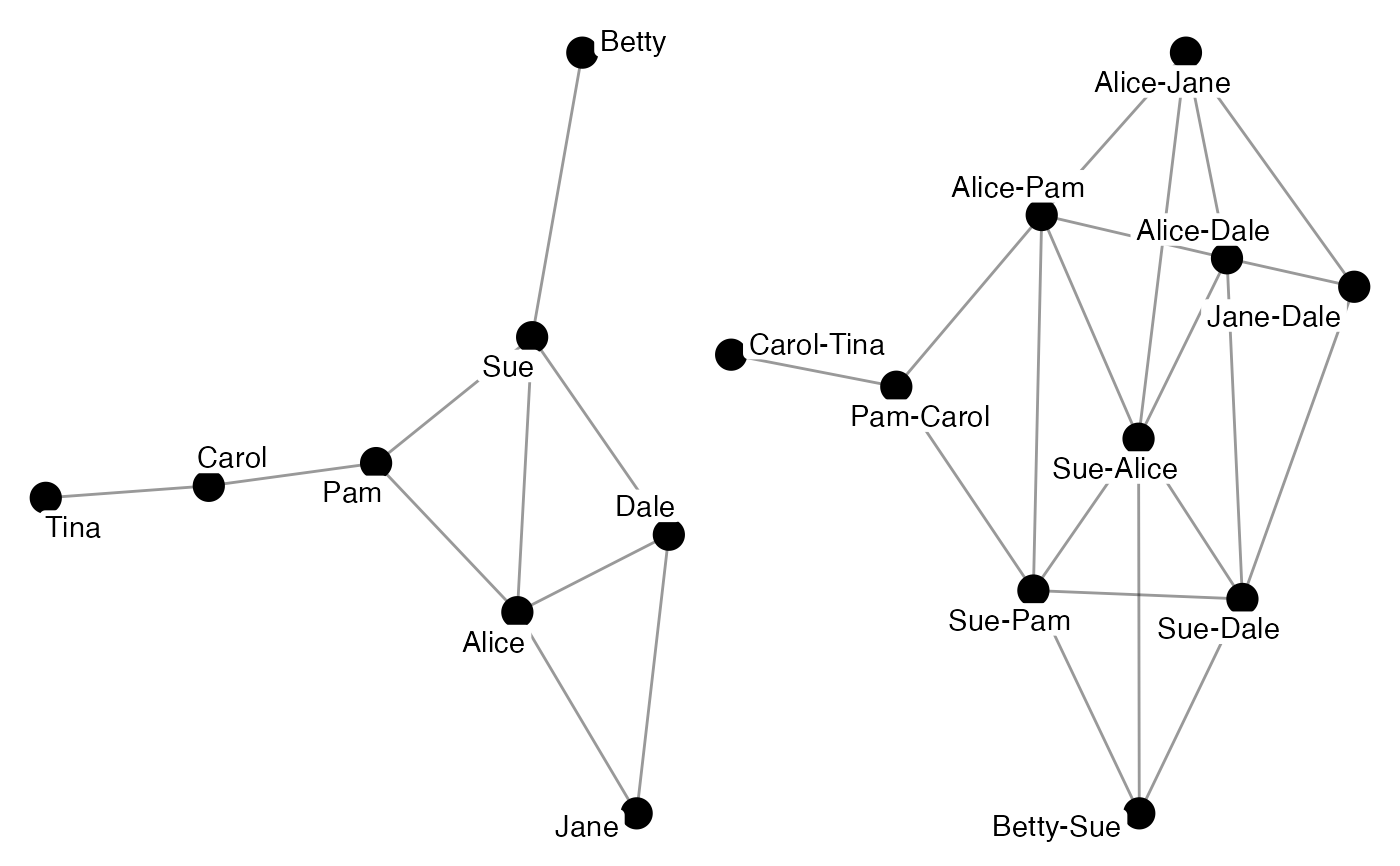 Betty
Sue
Carol
Pam
Tina
Dale
Alice
Jane
Alice-Jane
Alice-Pam
Alice-Dale
Jane-Dale
Carol-Tina
Pam-Carol
Sue-Alice
Sue-Pam
Sue-Dale
Betty-Sue